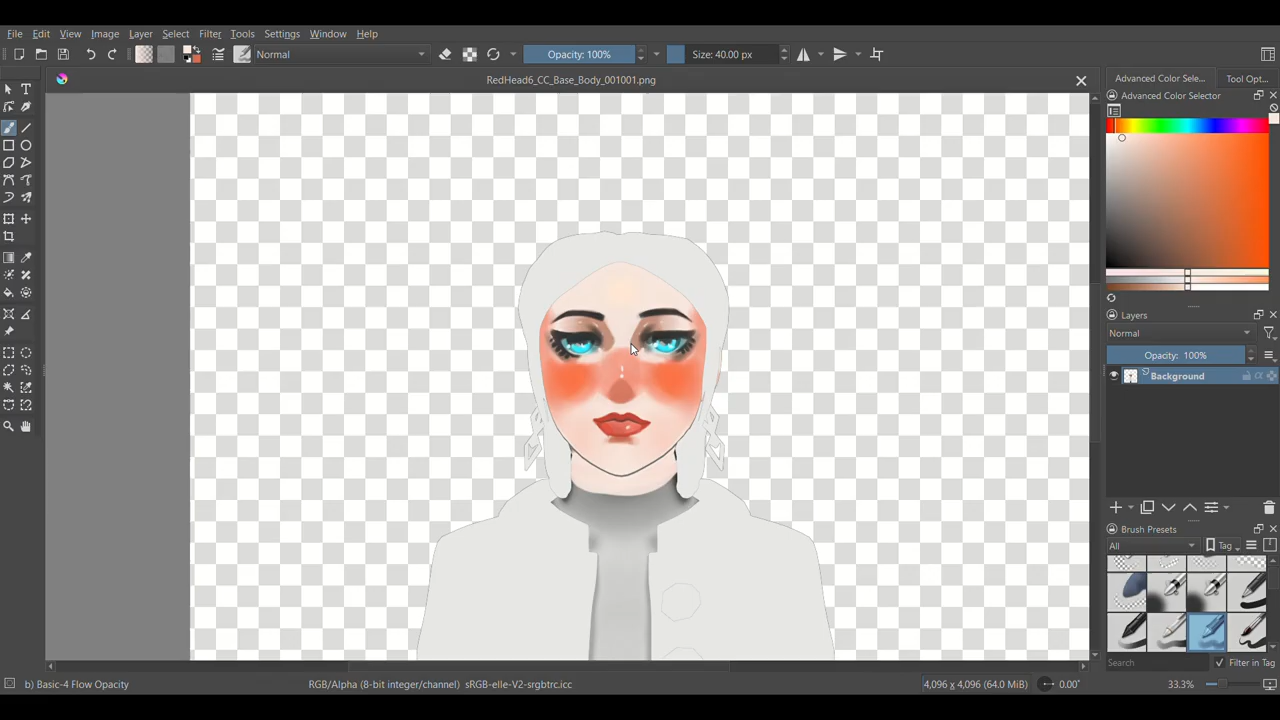 File Edit View Image Layer Select Filter Tools Settings Window Help
Normal Opacity: 100% Size: 40.00 px
RedHead6_CC_Base_Body_001001.png
Advanced Color Sele... Tool Opt...
Advanced Color Selector
Layers
Normal
Opacity: 100%
Background
Brush Presets
All Tag
Search Filter in Tag
b) Basic-4 Flow Opacity RGB/Alpha (8-bit integer/channel) sRGB-elle-V2-srgbtrc.icc 4,096 x 4,096 (64.0 MiB) 0.00° 33.3%